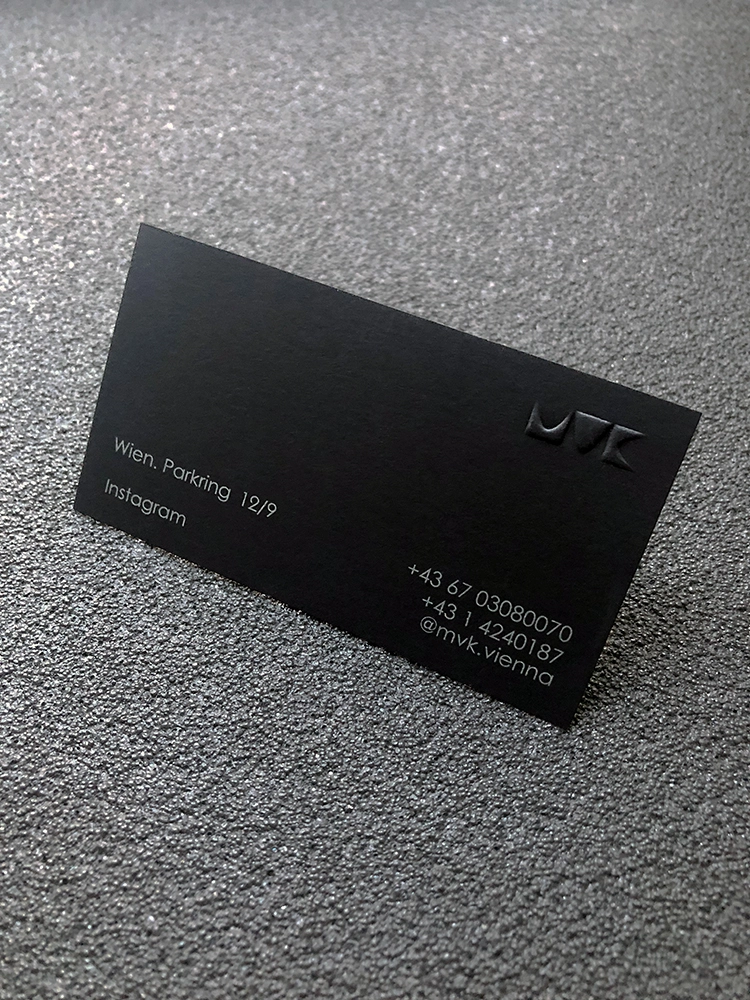 MVK
Wien. Parkring 12/9
Instagram
+43 67 03080070
+43 1 4240187
@mvk.vienna